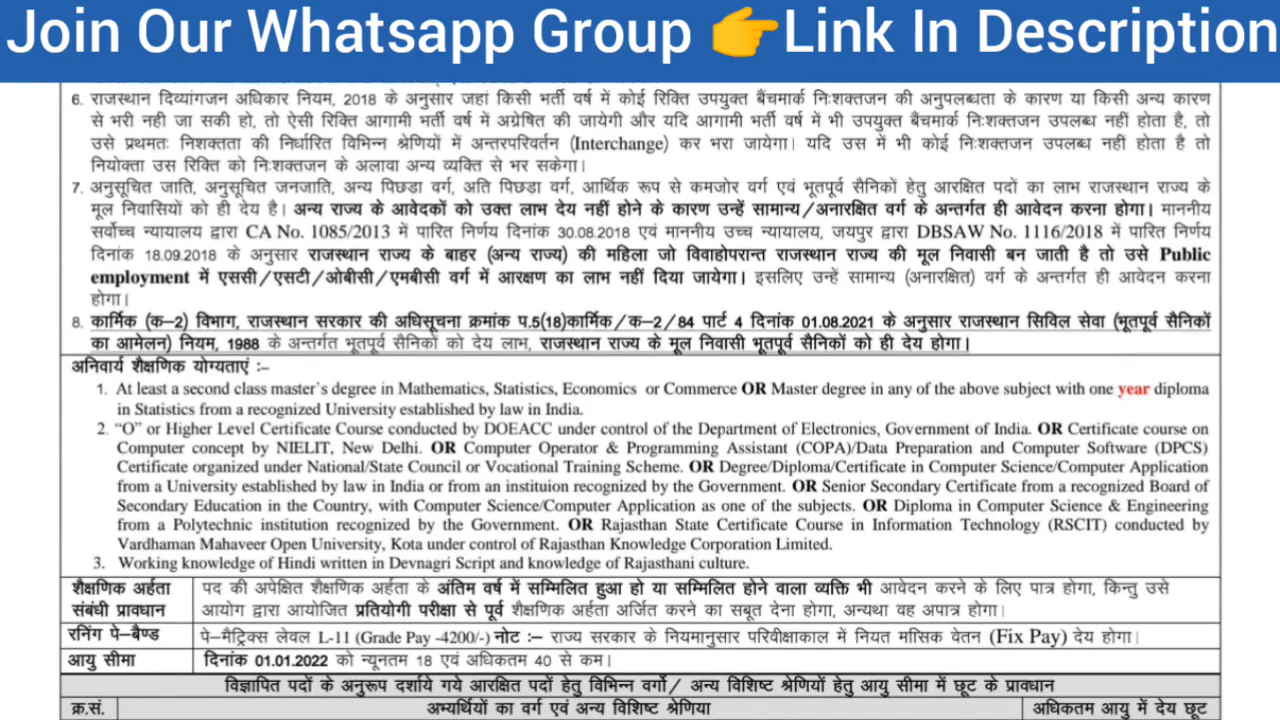 Join Our Whatsapp Group 👉Link In Description
6. राजस्थान दिव्यांगजन अधिकार नियम, 2018 के अनुसार जहां किसी भर्ती वर्ष में कोई रिक्ति उपयुक्त बैंचमार्क निःशक्तजन की अनुपलब्धता के कारण या किसी अन्य कारण
से भरी नही जा सकी हो, तो ऐसी रिक्ति आगामी भर्ती वर्ष में अग्रेषित की जायेगी और यदि आगामी भर्ती वर्ष में भी उपयुक्त बैंचमार्क निःशक्तजन उपलब्ध नहीं होता है, तो
उसे प्रथमतः निशक्तता की निर्धारित विभिन्न श्रेणियों में अन्तरपरिवर्तन (Interchange) कर भरा जायेगा। यदि उस में भी कोई निःशक्तजन उपलब्ध नहीं होता है तो
नियोक्ता उस रिक्ति को निःशक्तजन के अलावा अन्य व्यक्ति से भर सकेगा।
7. अनुसूचित जाति, अनुसूचित जनजाति, अन्य पिछडा वर्ग, अति पिछडा वर्ग, आर्थिक रूप से कमजोर वर्ग एवं भूतपूर्व सैनिकों हेतु आरक्षित पदों का लाभ राजस्थान राज्य के
मूल निवासियों को ही देय है। अन्य राज्य के आवेदकों को उक्त लाभ देय नहीं होने के कारण उन्हें सामान्य/अनारक्षित वर्ग के अन्तर्गत ही आवेदन करना होगा। माननीय
सर्वोच्च न्यायालय द्वारा CA No. 1085/2013 में पारित निर्णय दिनांक 30.08.2018 एवं माननीय उच्च न्यायालय, जयपुर द्वारा DBSAW No. 1116/2018 में पारित निर्णय
दिनांक 18.09.2018 के अनुसार राजस्थान राज्य के बाहर (अन्य राज्य) की महिला जो विवाहोपरान्त राजस्थान राज्य की मूल निवासी बन जाती है तो उसे Public
employment में एससी/एसटी/ओबीसी/एमबीसी वर्ग में आरक्षण का लाभ नहीं दिया जायेगा। इसलिए उन्हें सामान्य (अनारक्षित) वर्ग के अन्तर्गत ही आवेदन करना
होगा।
8. कार्मिक (क-2) विभाग, राजस्थान सरकार की अधिसूचना क्रमांक प.5(18)कार्मिक/क-2/84 पार्ट 4 दिनांक 01.08.2021 के अनुसार राजस्थान सिविल सेवा (भूतपूर्व सैनिकों
का आमेलन) नियम, 1988 के अन्तर्गत भूतपूर्व सैनिकों को देय लाभ, राजस्थान राज्य के मूल निवासी भूतपूर्व सैनिकों को ही देय होगा।
अनिवार्य शैक्षणिक योग्यताएं :–
1. At least a second class master's degree in Mathematics, Statistics, Economics or Commerce OR Master degree in any of the above subject with one year diploma
in Statistics from a recognized University established by law in India.
2. "O" or Higher Level Certificate Course conducted by DOEACC under control of the Department of Electronics, Government of India. OR Certificate course on
Computer concept by NIELIT, New Delhi. OR Computer Operator & Programming Assistant (COPA)/Data Preparation and Computer Software (DPCS)
Certificate organized under National/State Council or Vocational Training Scheme. OR Degree/Diploma/Certificate in Computer Science/Computer Application
from a University established by law in India or from an instituion recognized by the Government. OR Senior Secondary Certificate from a recognized Board of
Secondary Education in the Country, with Computer Science/Computer Application as one of the subjects. OR Diploma in Computer Science & Engineering
from a Polytechnic institution recognized by the Government. OR Rajasthan State Certificate Course in Information Technology (RSCIT) conducted by
Vardhaman Mahaveer Open University, Kota under control of Rajasthan Knowledge Corporation Limited.
3. Working knowledge of Hindi written in Devnagri Script and knowledge of Rajasthani culture.
शैक्षणिक अर्हता पद की अपेक्षित शैक्षणिक अर्हता के अंतिम वर्ष में सम्मिलित हुआ हो या सम्मिलित होने वाला व्यक्ति भी आवेदन करने के लिए पात्र होगा, किन्तु उसे
संबंधी प्रावधान आयोग द्वारा आयोजित प्रतियोगी परीक्षा से पूर्व शैक्षणिक अर्हता अर्जित करने का सबूत देना होगा, अन्यथा वह अपात्र होगा।
रनिंग पे–बैण्ड पे–मैट्रिक्स लेवल L-11 (Grade Pay -4200/-) नोट :– राज्य सरकार के नियमानुसार परिवीक्षाकाल में नियत मासिक वेतन (Fix Pay) देय होगा।
आयु सीमा दिनांक 01.01.2022 को न्यूनतम 18 एवं अधिकतम 40 से कम।
विज्ञापित पदों के अनुरूप दर्शाये गये आरक्षित पदों हेतु विभिन्न वर्गो/ अन्य विशिष्ट श्रेणियों हेतु आयु सीमा में छूट के प्रावधान
क्र.सं. अभ्यर्थियों का वर्ग एवं अन्य विशिष्ट श्रेणिया अधिकतम आयु में देय छूट